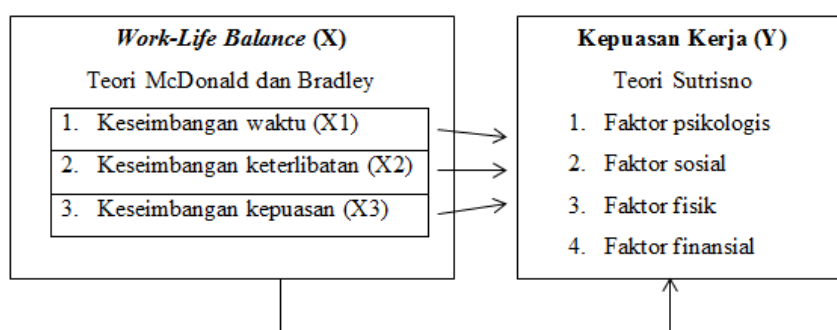 Work-Life Balance (X)
Teori McDonald dan Bradley
1. Keseimbangan waktu (X1)
2. Keseimbangan keterlibatan (X2)
3. Keseimbangan kepuasan (X3)
Kepuasan Kerja (Y)
Teori Sutrisno
1. Faktor psikologis
2. Faktor sosial
3. Faktor fisik
4. Faktor finansial